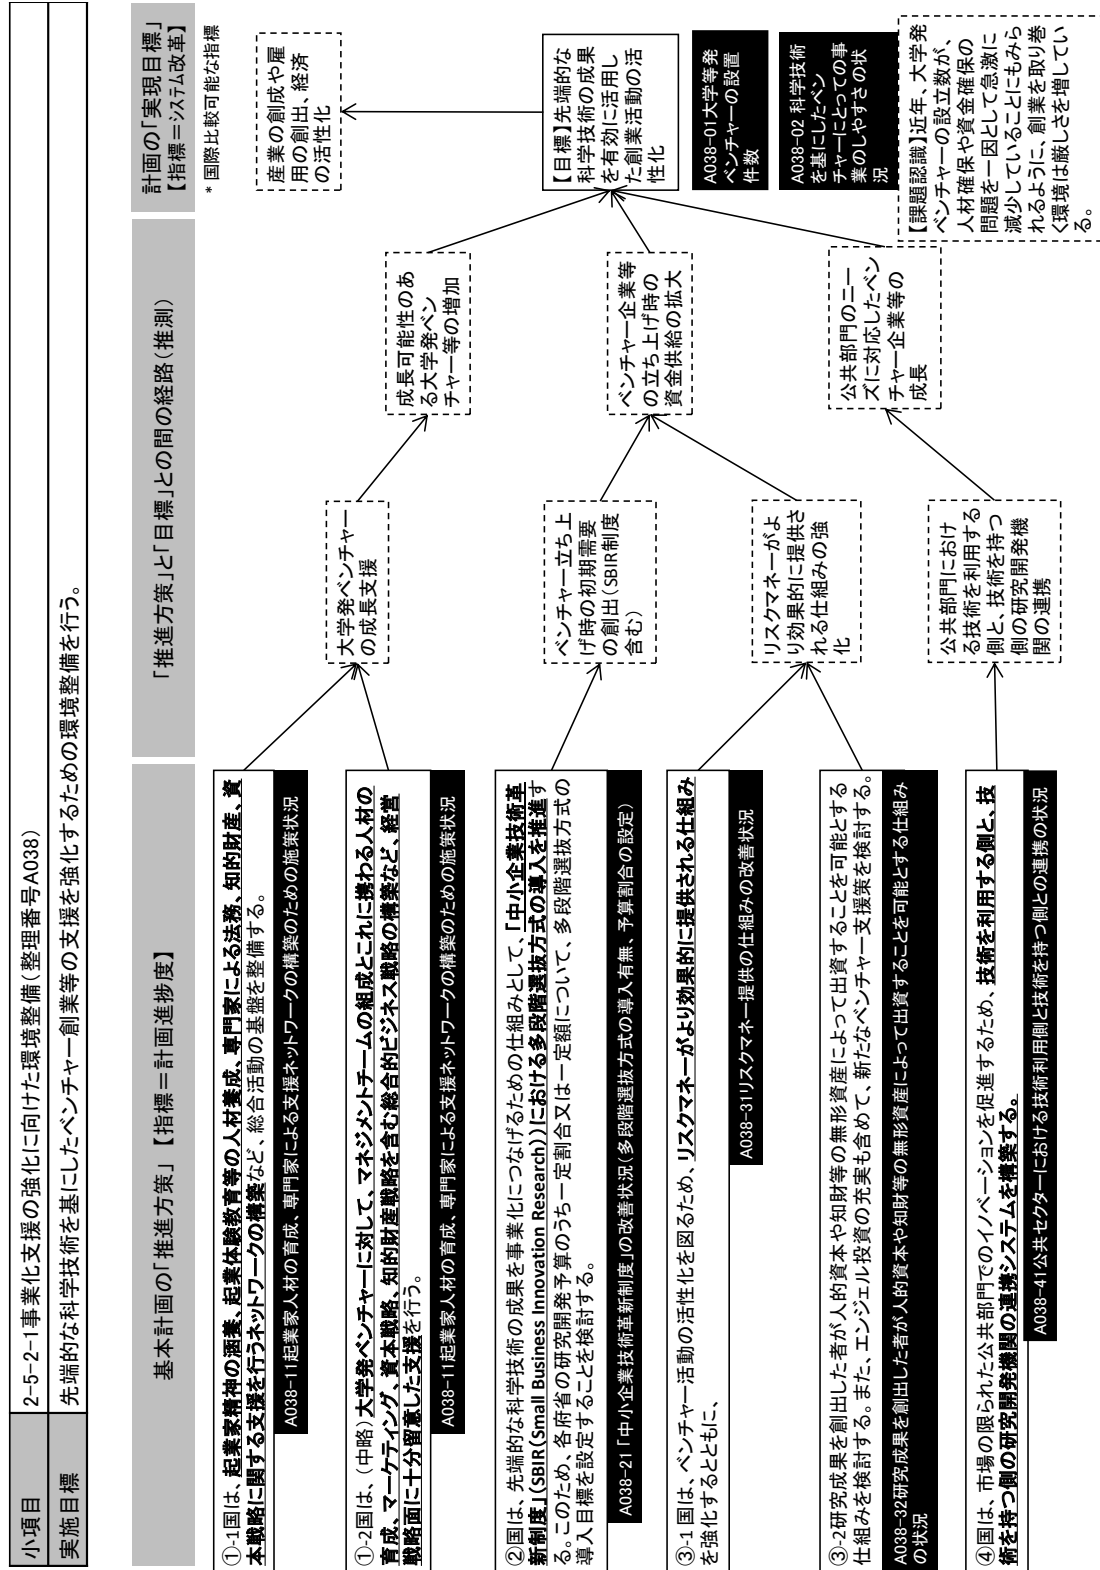 小項目
2-5-2-1事業化支援の強化に向けた環境整備(整理番号A038)
実施目標
先端的な科学技術を基にしたベンチャー創業等の支援を強化するための環境整備を行う。
基本計画の「推進方策」【指標＝計画進捗度】
「推進方策」と「目標」との間の経路(推測)
計画の「実現目標」
【指標＝システム改革】
* 国際比較可能な指標
①-1国は、起業家精神の涵養、起業体験教育等の人材養成、専門家による法務、知的財産、資
本戦略に関する支援を行うネットワークの構築など、総合活動の基盤を整備する。
A038-11起業家人材の育成、専門家による支援ネットワークの構築のための施策状況
①-2国は、(中略)大学発ベンチャーに対して、マネジメントチームの組成とこれに携わる人材の
育成、マーケティング、資本戦略、知的財産戦略を含む総合的ビジネス戦略の構築など、経営
戦略面に十分留意した支援を行う。
A038-11起業家人材の育成、専門家による支援ネットワークの構築のための施策状況
②国は、先端的な科学技術の成果を事業化につなげるための仕組みとして、「中小企業技術革
新制度」(SBIR(Small Business Innovation Research))における多段階選抜方式の導入を推進す
る。このため、各府省の研究開発予算のうち一定割合又は一定額について、多段階選抜方式の
導入目標を設定することを検討する。
A038-21「中小企業技術革新制度」の改善状況(多段階選抜方式の導入有無、予算割合の設定)
③-1 国は、ベンチャー活動の活性化を図るため、リスクマネーがより効果的に提供される仕組み
を強化するとともに、
A038-31リスクマネー提供の仕組みの改善状況
③-2研究成果を創出した者が人的資本や知財等の無形資産によって出資することを可能とする
仕組みを検討する。また、エンジェル投資の充実も含めて、新たなベンチャー支援策を検討する。
A038-32研究成果を創出した者が人的資本や知財等の無形資産によって出資することを可能とする仕組み
の状況
④国は、市場の限られた公共部門でのイノベーションを促進するため、技術を利用する側と、技
術を持つ側の研究開発機関の連携システムを構築する。
A038-41公共セクターにおける技術利用側と技術を持つ側との連携の状況
大学発ベンチャー
の成長支援
ベンチャー立ち上
げ時の初期需要
の創出(SBIR制度
含む)
リスクマネーがよ
り効果的に提供さ
れる仕組みの強
化
公共部門におけ
る技術を利用する
側と、技術を持つ
側の研究開発機
関の連携
成長可能性のあ
る大学発ベン
チャー等の増加
ベンチャー企業等
の立ち上げ時の
資金供給の拡大
公共部門のニー
ズに対応したベン
チャー企業等の
成長
産業の創成や雇
用の創出、経済
の活性化
【目標】先端的な
科学技術の成果
を有効に活用し
た創業活動の活
性化
A038-01大学等発
ベンチャーの設置
件数
A038-02 科学技術
を基にしたベン
チャーにとっての事
業のしやすさの状
況
【課題認識】近年、大学発
ベンチャーの設立数が、
人材確保や資金確保の
問題を一因として急激に
減少していることにもみら
れるように、創業を取り巻
く環境は厳しさを増してい
る。